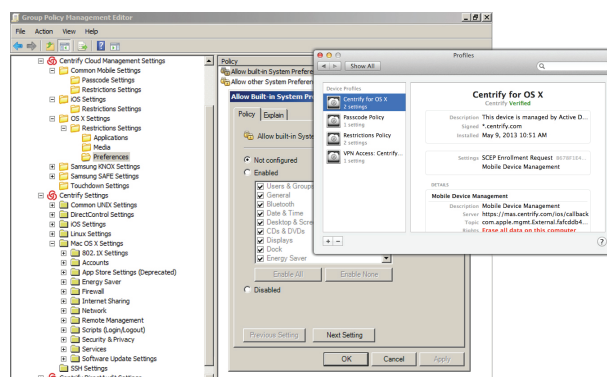 Group Policy Management Editor
File Action View Help
Centrify Cloud Management Settings
Common Mobile Settings
Passcode Settings
Restrictions Settings
iOS Settings
Restrictions Settings
OS X Settings
Restrictions Settings
Applications
Media
Preferences
Samsung KNOX Settings
Samsung SAFE Settings
Touchdown Settings
Centrify Settings
Common UNIX Settings
DirectControl Settings
iOS Settings
Linux Settings
Mac OS X Settings
802.1X Settings
Accounts
App Store Settings (Deprecated)
Energy Saver
Firewall
Internet Sharing
Network
Remote Management
Scripts (Login/Logout)
Security & Privacy
Services
Software Update Settings
SSH Settings
Policy
Allow built-in System Prefere
Allow other System Preferen
Allow Built-in System Pr
Policy Explain
Allow built-in Syste
Not configured
Enabled
Users & Groups
General
Bluetooth
Date & Time
Desktop & Scre
CDs & DVDs
Displays
Dock
Energy Saver
Enable All Enable None
Disabled
Previous Setting Next Setting
OK Cancel Apply
Profiles
Show All
Device Profiles
Centrify for OS X
2 settings
Passcode Policy
1 setting
Restrictions Policy
2 settings
VPN Access: Centrify...
1 setting
Centrify for OS X
Centrify Verified
Description This device is managed by Active D...
Signed *.centrify.com
Installed May 9, 2013 10:51 AM
Settings SCEP Enrollment Request
Mobile Device Management
DETAILS
Mobile Device Management
Description Mobile Device Management
Server https://mas.centrify.com/ios/callback
Topic com.apple.mgmt.External.fafcddb4...
Rights Erase all data on this computer